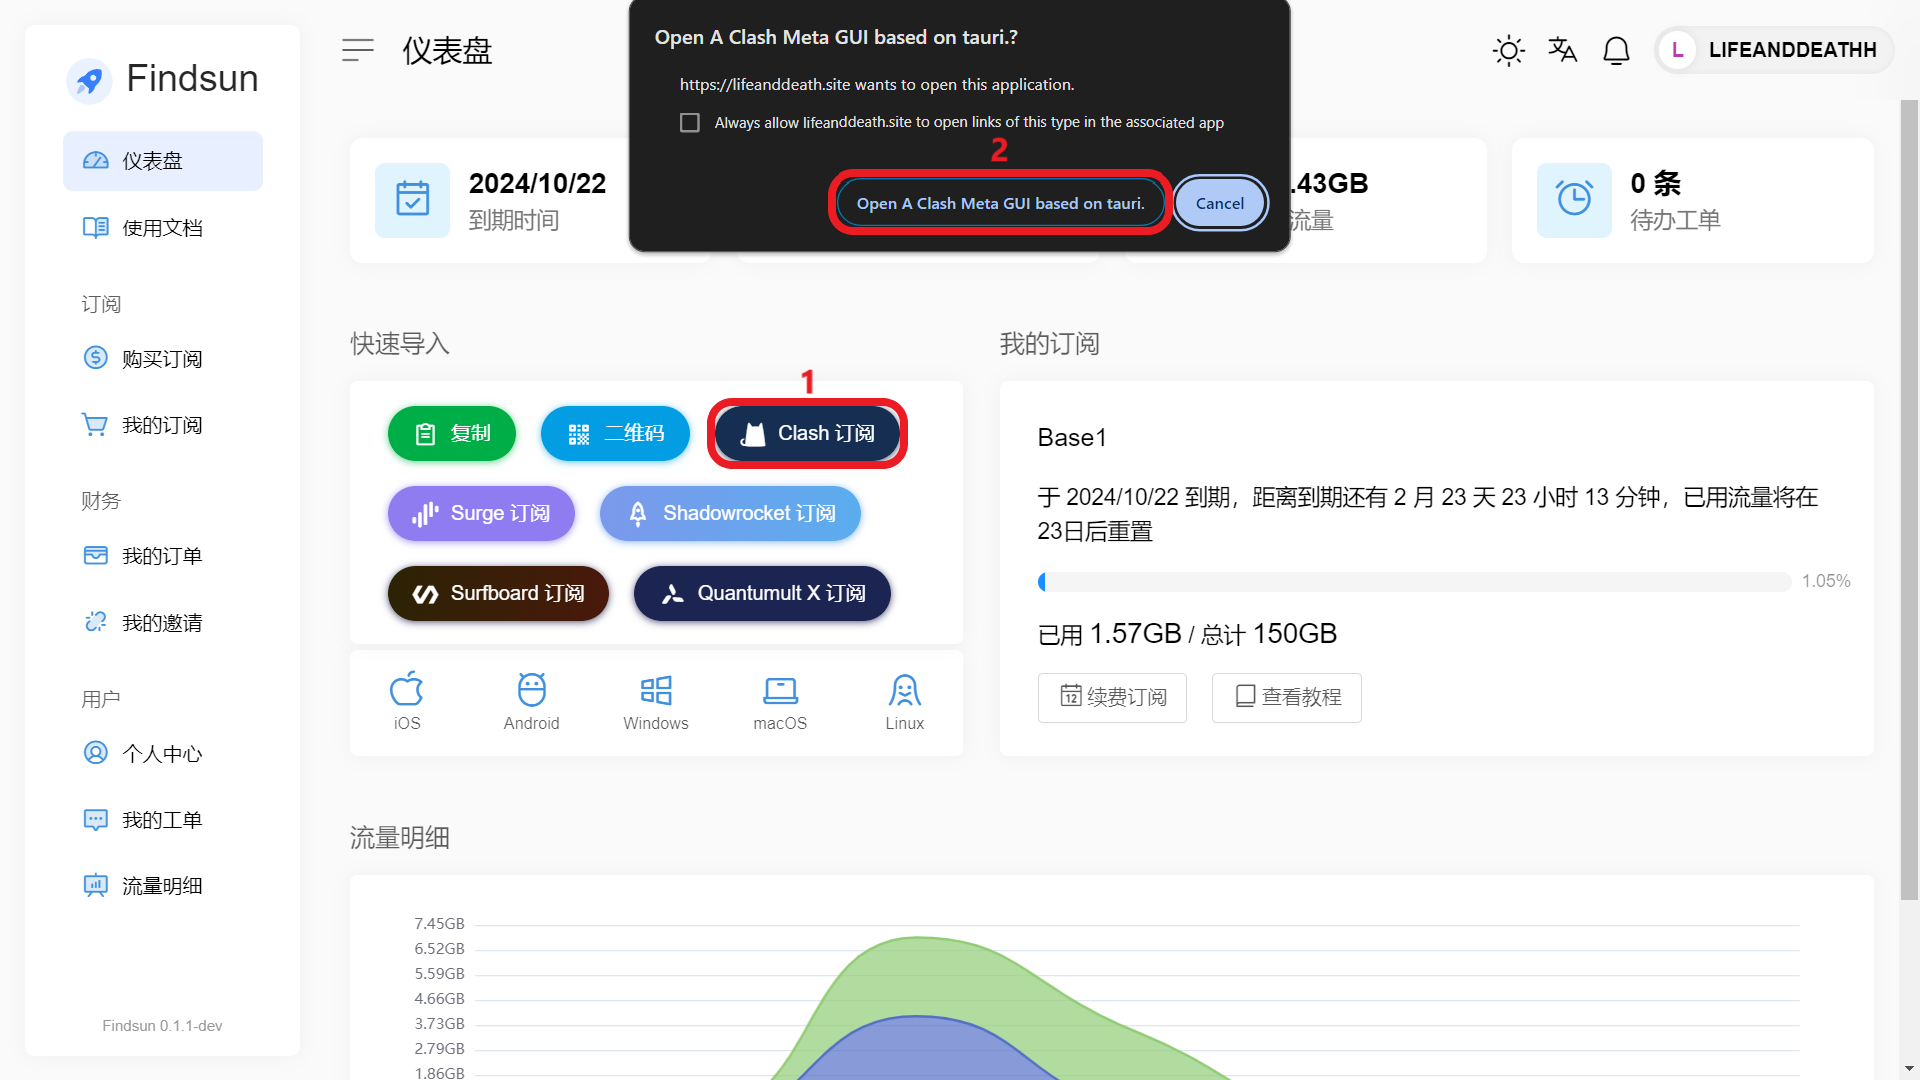 Findsun
仪表盘
使用文档
订阅
购买订阅
我的订阅
财务
我的订单
我的邀请
用户
个人中心
我的工单
流量明细
Findsun 0.1.1-dev
仪表盘
L LIFEANDDEATHH
Open A Clash Meta GUI based on tauri.?
https://lifeanddeath.site wants to open this application.
Always allow lifeanddeath.site to open links of this type in the associated app
2
Open A Clash Meta GUI based on tauri.
Cancel
2024/10/22
到期时间
.43GB
流量
0 条
待办工单
快速导入
1
复制
二维码
Clash 订阅
Surge 订阅
Shadowrocket 订阅
Surfboard 订阅
Quantumult X 订阅
iOS
Android
Windows
macOS
Linux
我的订阅
Base1
于 2024/10/22 到期，距离到期还有 2 月 23 天 23 小时 13 分钟，已用流量将在
23日后重置
1.05%
已用 1.57GB / 总计 150GB
12 续费订阅
查看教程
流量明细
7.45GB
6.52GB
5.59GB
4.66GB
3.73GB
2.79GB
1.86GB